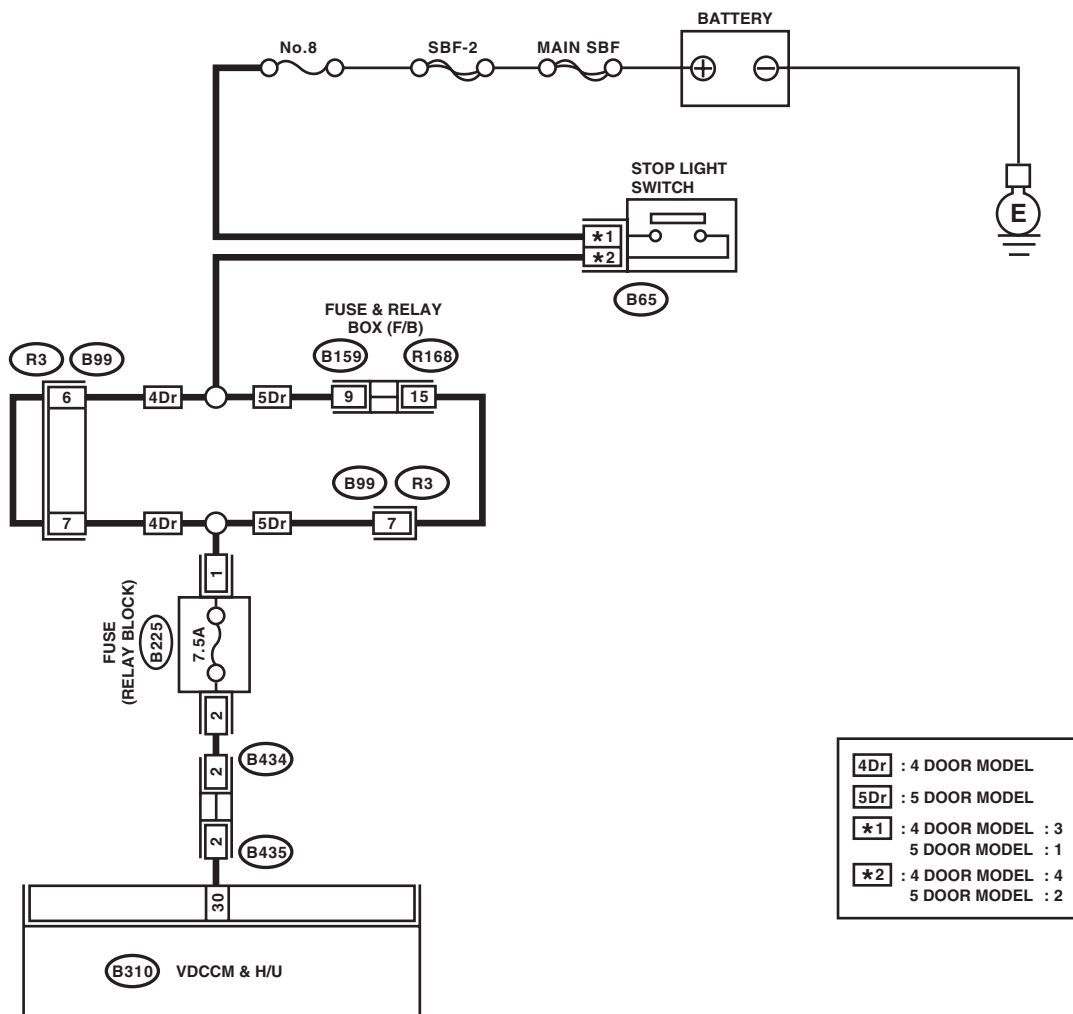 BATTERY
No.8
SBF-2
MAIN SBF
+
−
E
STOP LIGHT
SWITCH
*1
*2
B65
FUSE & RELAY
BOX (F/B)
R3
B99
B159
R168
6
4Dr
5Dr
9
15
B99
R3
7
4Dr
5Dr
7
1
FUSE
(RELAY BLOCK)
B225
7.5A
2
2
B434
2
B435
30
B310
VDCCM & H/U
4Dr : 4 DOOR MODEL
5Dr : 5 DOOR MODEL
*1 : 4 DOOR MODEL : 3
5 DOOR MODEL : 1
*2 : 4 DOOR MODEL : 4
5 DOOR MODEL : 2